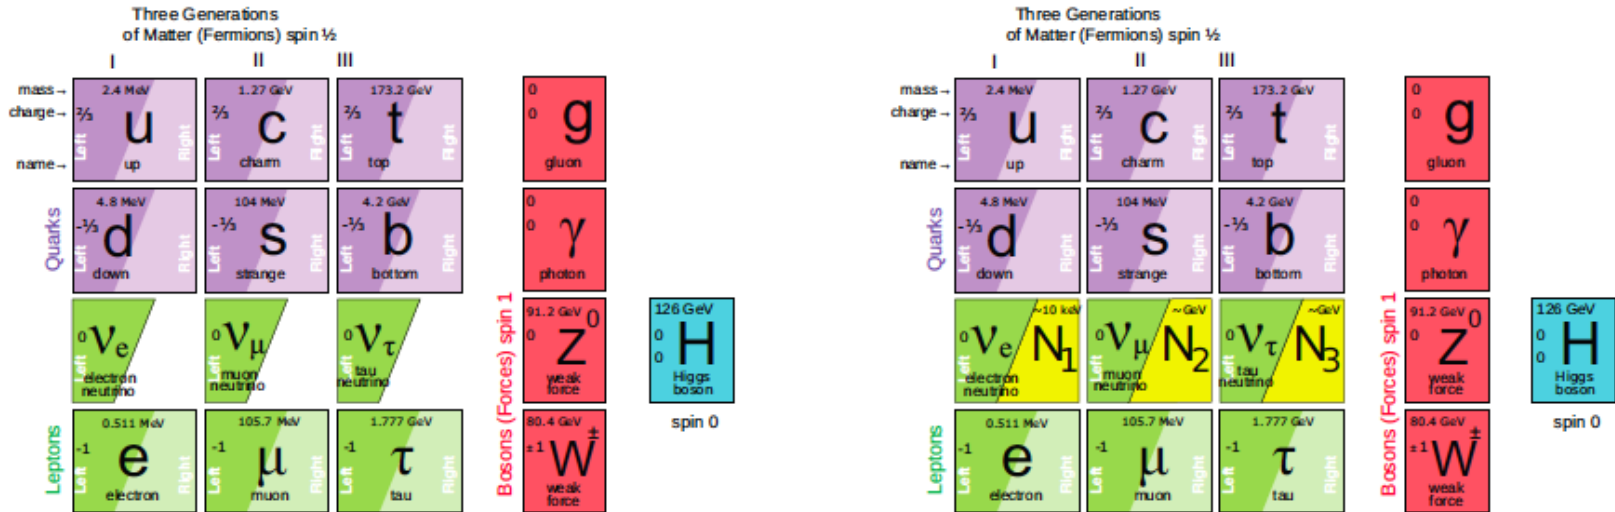 Three Generations
of Matter (Fermions) spin ½
I II III
mass→ 2.4 MeV 1.27 GeV 173.2 GeV 0
charge→ ⅔ u ⅔ c ⅔ t 0 g
Left Right Left Right Left Right
name→ up charm top gluon
Quarks
4.8 MeV 104 MeV 4.2 GeV 0
-⅓ d -⅓ s -⅓ b 0 γ
Left Right Left Right Left Right
down strange bottom photon
Bosons (Forces) spin 1
91.2 GeV 126 GeV
0 νe 0 νμ 0 ντ 0 Z0 0 H
0
Left Left Left
electron neutrino muon neutrino tau neutrino weak force Higgs boson
Leptons
0.511 MeV 105.7 MeV 1.777 GeV 80.4 GeV spin 0
-1 e -1 μ -1 τ ±1 W±
Left Right Left Right Left Right
electron muon tau weak force
Three Generations
of Matter (Fermions) spin ½
I II III
mass→ 2.4 MeV 1.27 GeV 173.2 GeV 0
charge→ ⅔ u ⅔ c ⅔ t 0 g
Left Right Left Right Left Right
name→ up charm top gluon
Quarks
4.8 MeV 104 MeV 4.2 GeV 0
-⅓ d -⅓ s -⅓ b 0 γ
Left Right Left Right Left Right
down strange bottom photon
Bosons (Forces) spin 1
~10 keV ~GeV ~GeV 91.2 GeV 126 GeV
0 νe N1 0 νμ N2 0 ντ N3 0 Z0 0 H
0
Left Left Left
electron neutrino muon neutrino tau neutrino weak force Higgs boson
Leptons
0.511 MeV 105.7 MeV 1.777 GeV 80.4 GeV spin 0
-1 e -1 μ -1 τ ±1 W±
Left Right Left Right Left Right
electron muon tau weak force